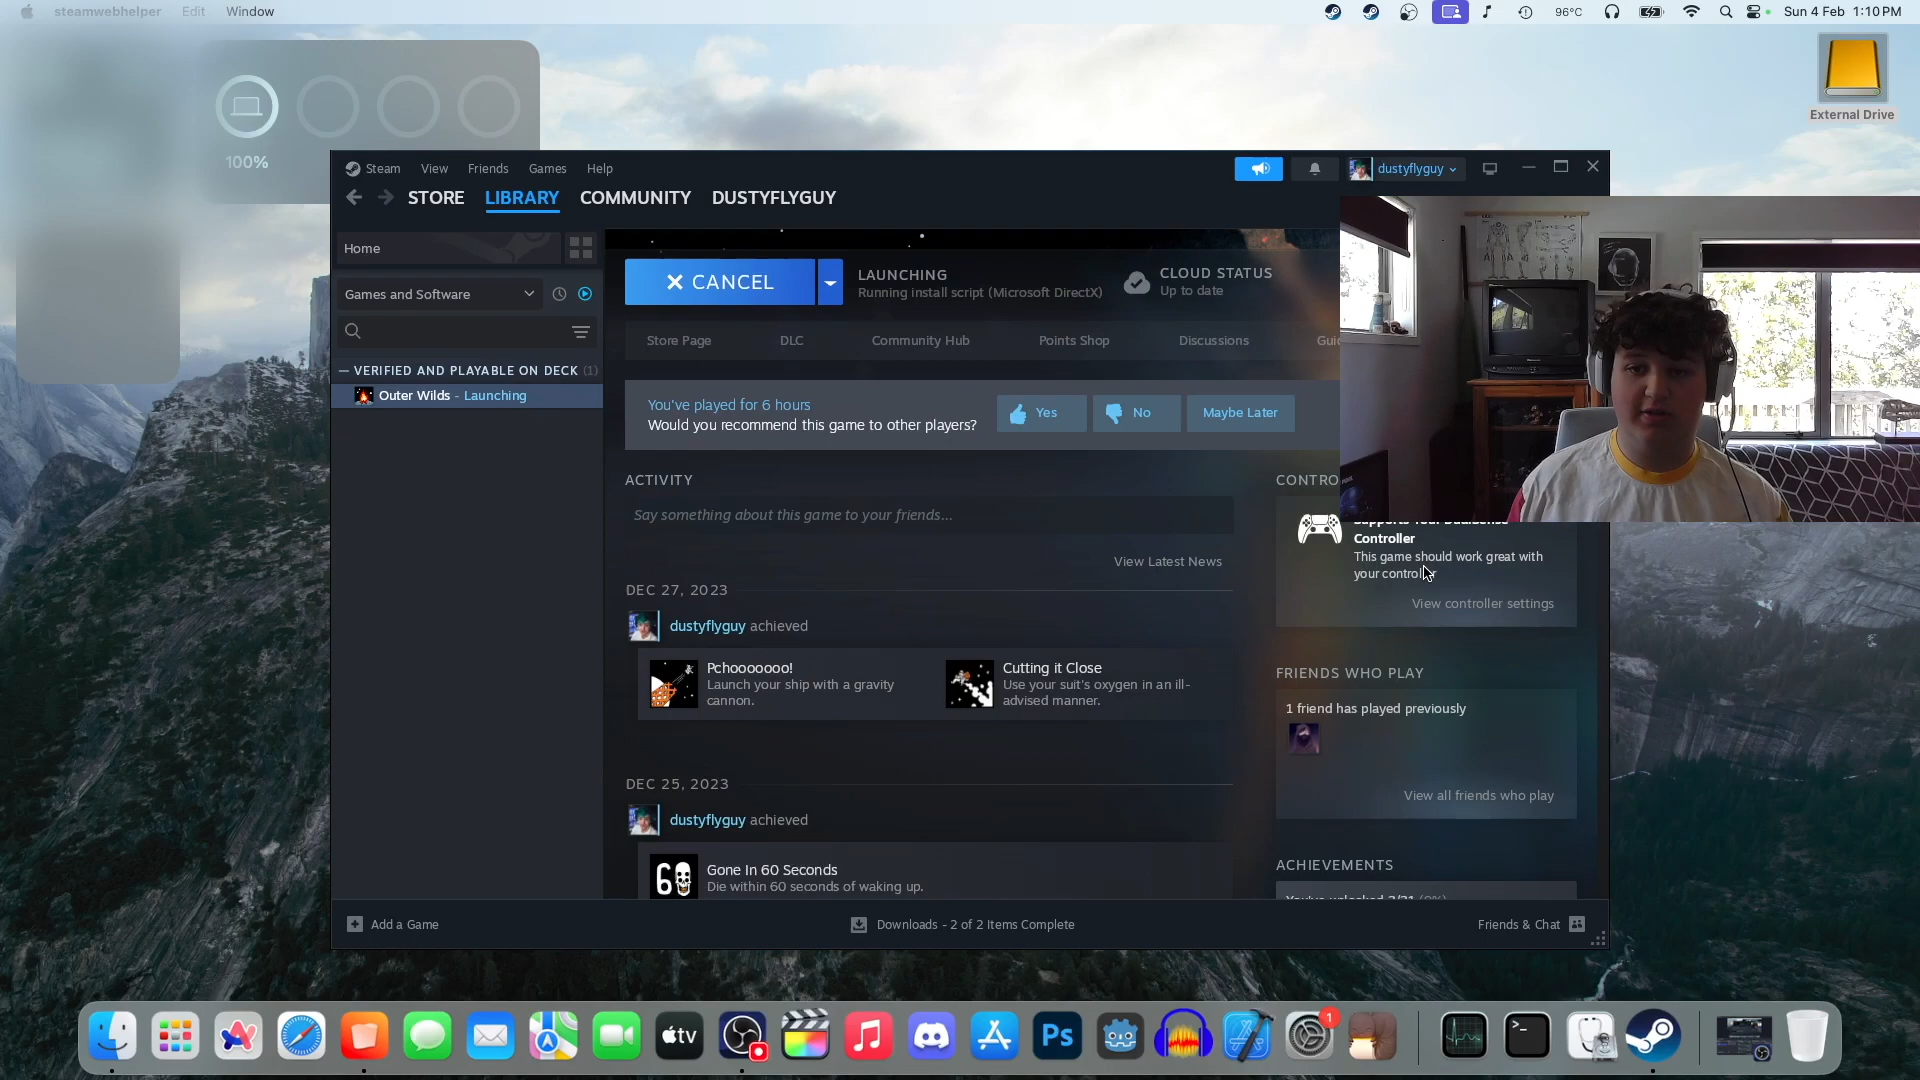 steamwebhelper Edit Window
96°C
Sun 4 Feb 1:10 PM
External Drive
100%
Steam View Friends Games Help
dustyflyguy
STORE LIBRARY COMMUNITY DUSTYFLYGUY
Home
Games and Software
VERIFIED AND PLAYABLE ON DECK (1)
Outer Wilds - Launching
CANCEL
LAUNCHING
Running install script (Microsoft DirectX)
CLOUD STATUS
Up to date
Store Page DLC Community Hub Points Shop Discussions
You've played for 6 hours
Would you recommend this game to other players?
Yes No Maybe Later
ACTIVITY
Say something about this game to your friends...
View Latest News
DEC 27, 2023
dustyflyguy achieved
Pchooooooo!
Launch your ship with a gravity
cannon.
Cutting it Close
Use your suit's oxygen in an ill-
advised manner.
DEC 25, 2023
dustyflyguy achieved
60
Gone In 60 Seconds
Die within 60 seconds of waking up.
Controller
This game should work great with
your controller
View controller settings
FRIENDS WHO PLAY
1 friend has played previously
View all friends who play
ACHIEVEMENTS
Add a Game
Downloads - 2 of 2 Items Complete
Friends & Chat
tv
Ps
1
>_